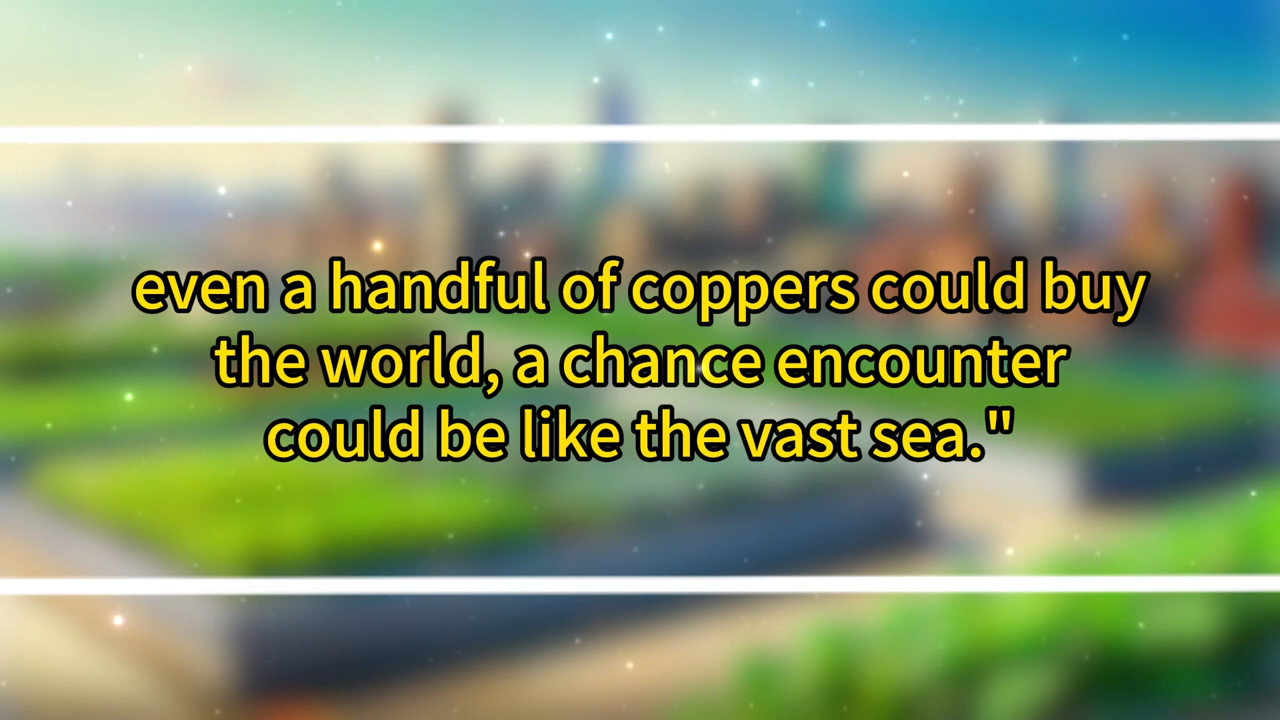 even a handful of coppers could buy
the world, a chance encounter
could be like the vast sea."